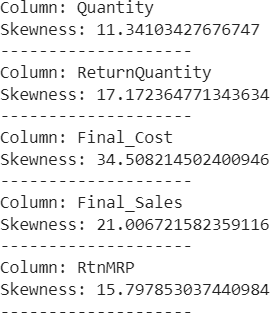 Column: Quantity
Skewness: 11.34103427676747
--------------------
Column: ReturnQuantity
Skewness: 17.172364771343634
--------------------
Column: Final_Cost
Skewness: 34.508214502400946
--------------------
Column: Final_Sales
Skewness: 21.006721582359116
--------------------
Column: RtnMRP
Skewness: 15.797853037440984
--------------------